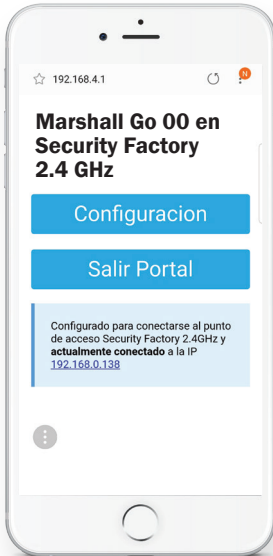 192.168.4.1
N
Marshall Go 00 en
Security Factory
2.4 GHz
Configuracion
Salir Portal
Configurado para conectarse al punto
de acceso Security Factory 2.4GHz y
actualmente conectado a la IP
192.168.0.138